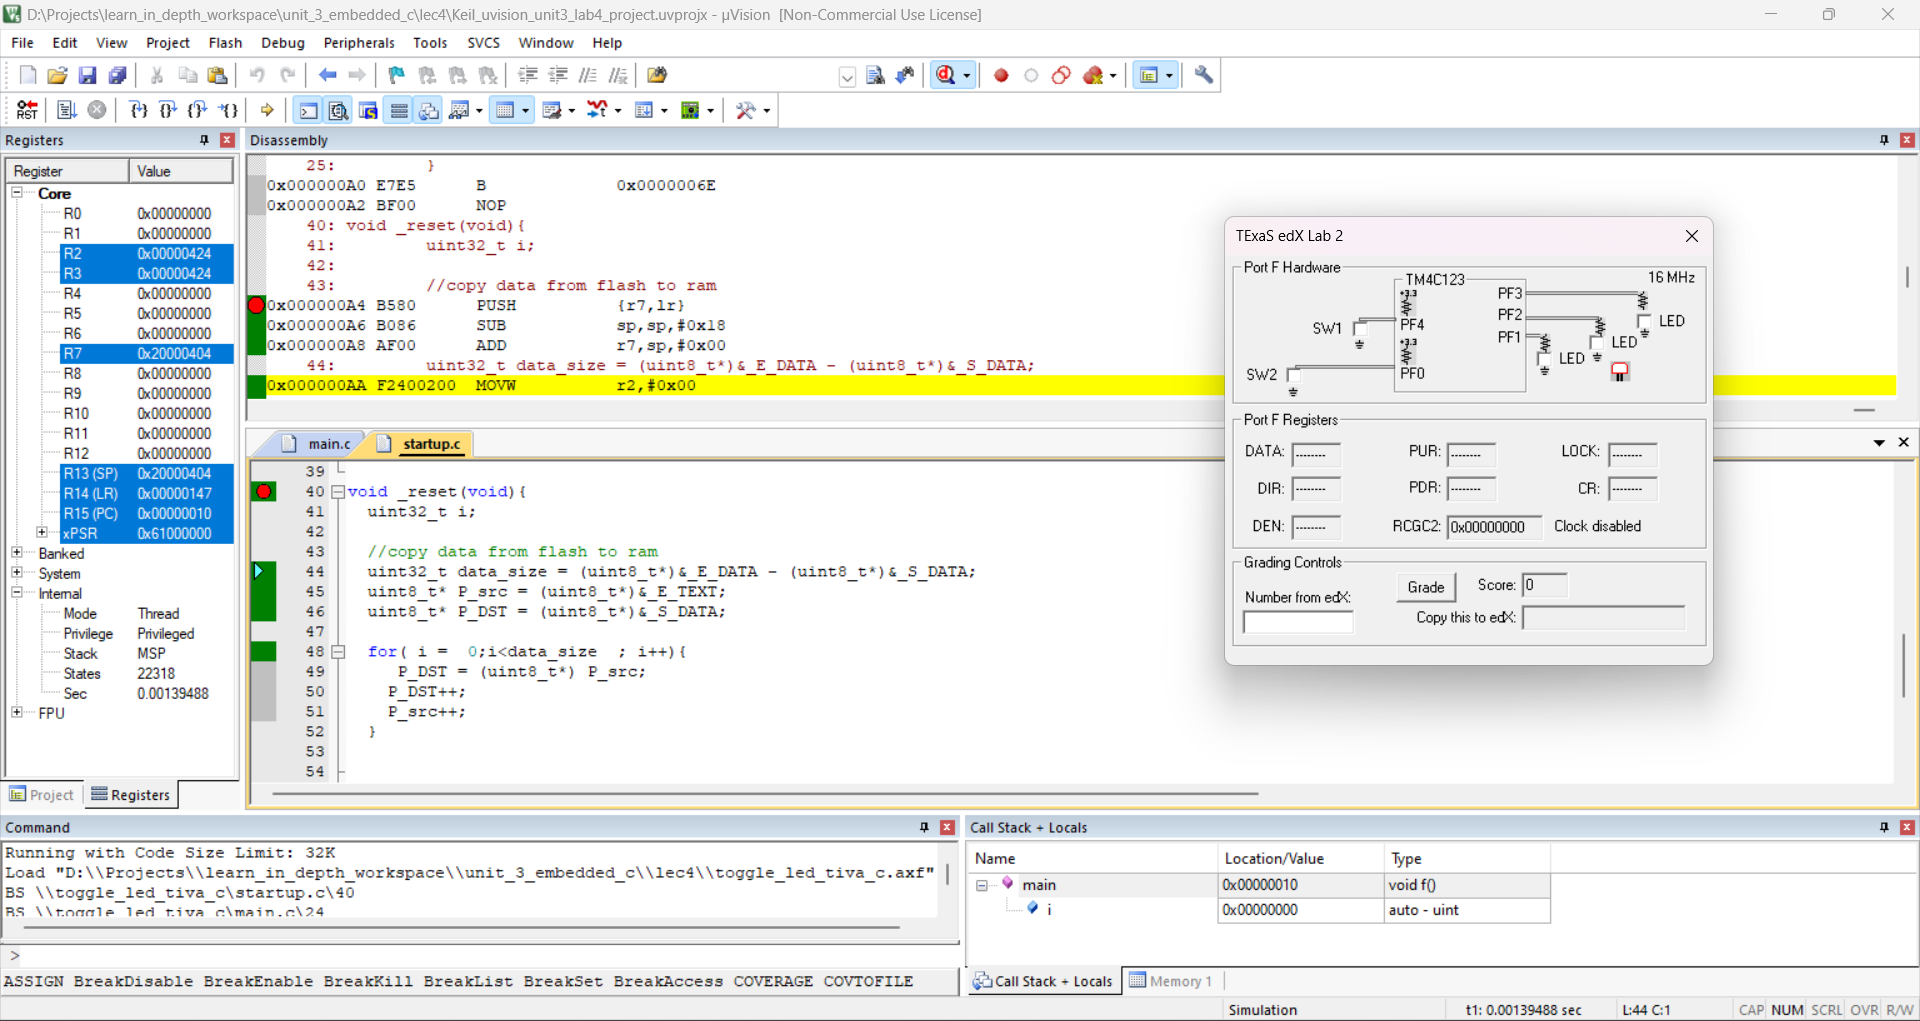 D:\Projects\learn_in_depth_workspace\unit_3_embedded_c\lec4\Keil_uvision_unit3_lab4_project.uvprojx - µVision  [Non-Commercial Use License]
File Edit View Project Flash Debug Peripherals Tools SVCS Window Help
RST
Registers
Register Value
Core
R0 0x00000000
R1 0x00000000
R2 0x00000424
R3 0x00000424
R4 0x00000000
R5 0x00000000
R6 0x00000000
R7 0x20000404
R8 0x00000000
R9 0x00000000
R10 0x00000000
R11 0x00000000
R12 0x00000000
R13 (SP) 0x20000404
R14 (LR) 0x00000147
R15 (PC) 0x00000010
xPSR 0x61000000
Banked
System
Internal
Mode Thread
Privilege Privileged
Stack MSP
States 22318
Sec 0.00139488
FPU
Project Registers
Disassembly
25: }
0x000000A0 E7E5 B 0x0000006E
0x000000A2 BF00 NOP
40: void _reset(void){
41: uint32_t i;
42:
43: //copy data from flash to ram
0x000000A4 B580 PUSH {r7,lr}
0x000000A6 B086 SUB sp,sp,#0x18
0x000000A8 AF00 ADD r7,sp,#0x00
44: uint32_t data_size = (uint8_t*)&_E_DATA - (uint8_t*)&_S_DATA;
0x000000AA F2400200 MOVW r2,#0x00
main.c startup.c
39
40 void _reset(void){
41 uint32_t i;
42
43 //copy data from flash to ram
44 uint32_t data_size = (uint8_t*)&_E_DATA - (uint8_t*)&_S_DATA;
45 uint8_t* P_src = (uint8_t*)&_E_TEXT;
46 uint8_t* P_DST = (uint8_t*)&_S_DATA;
47
48 for( i =  0;i<data_size  ; i++){
49 P_DST = (uint8_t*) P_src;
50 P_DST++;
51 P_src++;
52 }
53
54
TExaS edX Lab 2
Port F Hardware
TM4C123 16 MHz
+3.3 PF3
PF2 LED
SW1 PF4
PF1 LED
+3.3 LED
SW2 PF0
Port F Registers
DATA: -------- PUR: -------- LOCK: --------
DIR: -------- PDR: -------- CR: --------
DEN: -------- RCGC2: 0x00000000 Clock disabled
Grading Controls
Number from edX: Grade Score: 0
Copy this to edX:
Command
Running with Code Size Limit: 32K
Load "D:\\Projects\\learn_in_depth_workspace\\unit_3_embedded_c\\lec4\\toggle_led_tiva_c.axf"
BS \\toggle_led_tiva_c\startup.c\40
BS \\toggle_led_tiva_c\main.c\24
>
ASSIGN BreakDisable BreakEnable BreakKill BreakList BreakSet BreakAccess COVERAGE COVTOFILE
Call Stack + Locals
Name Location/Value Type
main 0x00000010 void f()
i 0x00000000 auto - uint
Call Stack + Locals Memory 1
Simulation t1: 0.00139488 sec L:44 C:1 CAP NUM SCRL OVR R/W